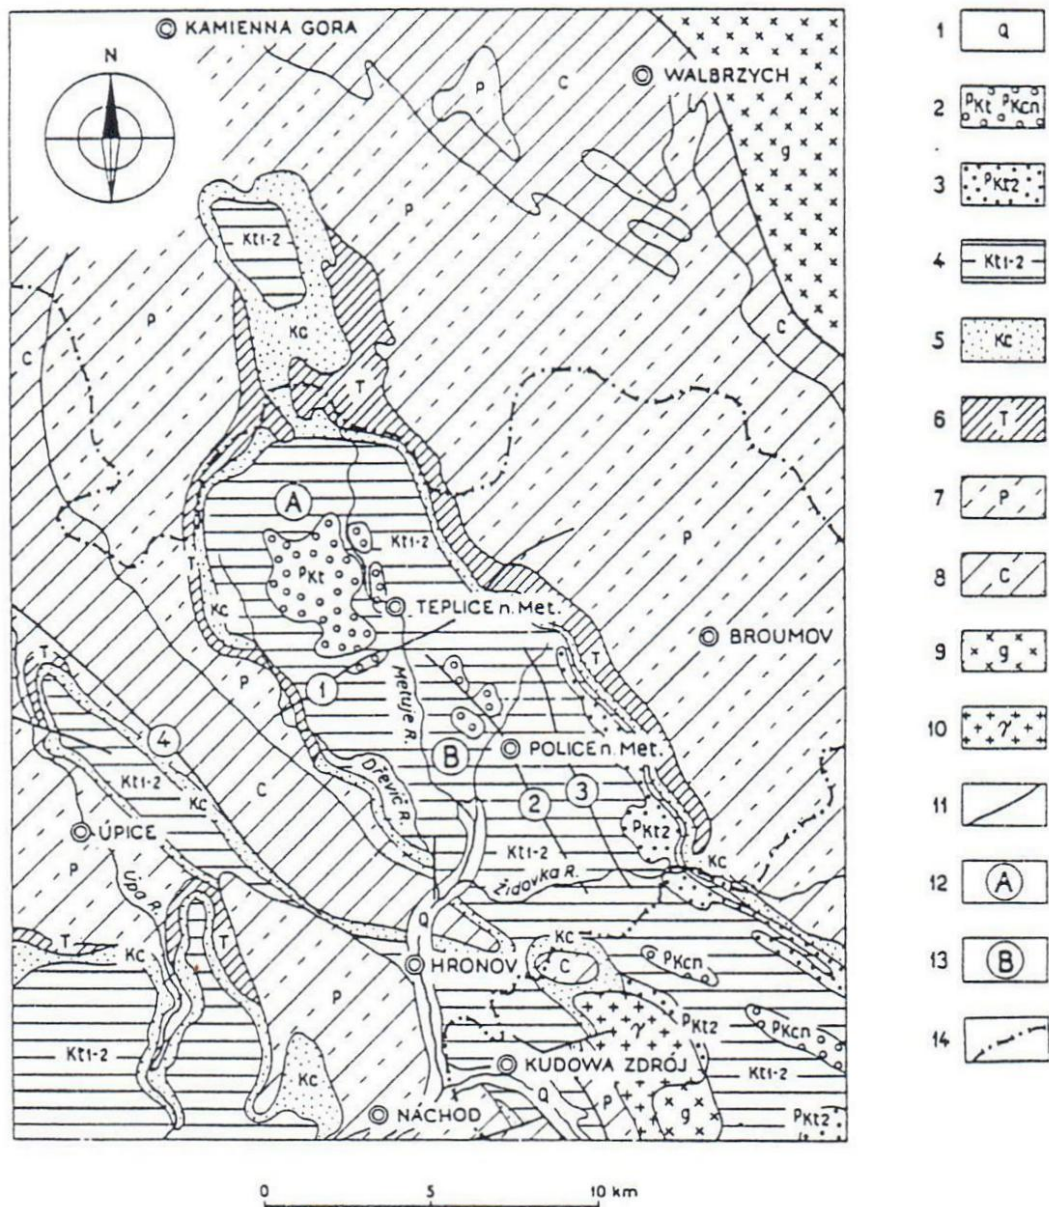 KAMIENNA GORA
WALBRZYCH
N
C
P
g
P
Kt1-2
C
P
Kc
C
T
A
Kt1-2
P
PKt
T
Kc
TEPLICE n. Met.
BROUMOV
T
T
P
1
Metuje R.
4
B
POLICE n. Met.
Kt1-2
Kc
C
Dřevíč R.
2
3
ÚPICE
PKt2
Kt1-2
Kc
P
Úpa R.
Židovka R.
Q
Kc
T
T
Kc
HRONOV
C
PKcn
P
γ
PKt2
PKcn
Kt1-2
Kc
KUDOWA ZDRÓJ
Kt1-2
Q
P
g
NÁCHOD
PKt2
0 5 10 km
1 Q
2 PKt PKcn
3 PKt2
4 Kt1-2
5 Kc
6 T
7 P
8 C
9 g
10 γ
11
12 A
13 B
14